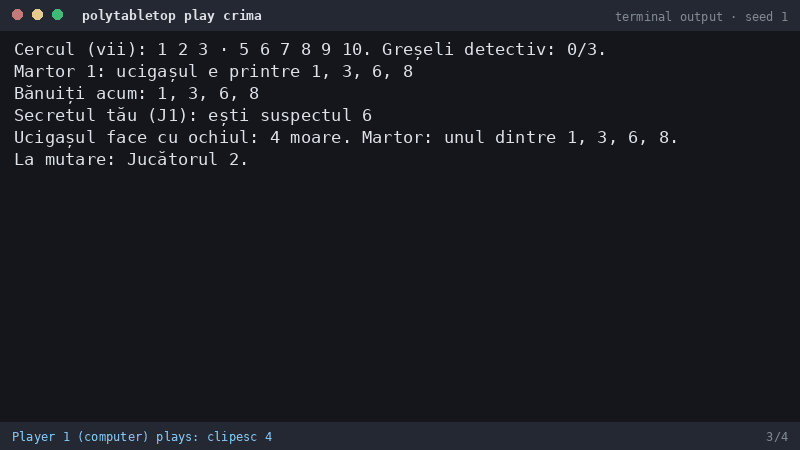 polytabletop play crima
terminal output · seed 1
Cercul (vii): 1 2 3 · 5 6 7 8 9 10. Greșeli detectiv: 0/3.
Martor 1: ucigașul e printre 1, 3, 6, 8
Bănuiți acum: 1, 3, 6, 8
Secretul tău (J1): ești suspectul 6
Ucigașul face cu ochiul: 4 moare. Martor: unul dintre 1, 3, 6, 8.
La mutare: Jucătorul 2.
Player 1 (computer) plays: clipesc 4
3/4